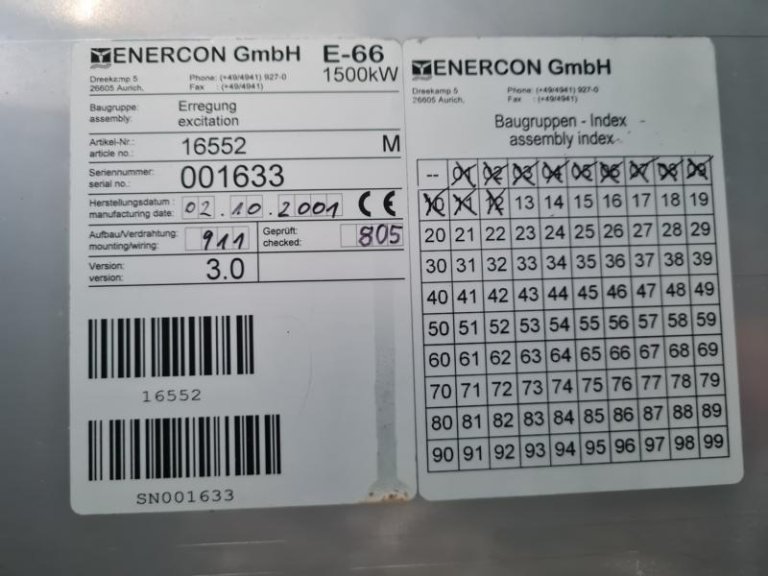 ENERCON GmbH E-66
Dreekamp 5 Phone: (+49/4941) 927-0 1500kW
26605 Aurich, Fax : (+49/4941)
Baugruppe: Erregung
assembly: excitation
Artikel-Nr.: 16552 M
article no.:
Seriennummer: 001633
serial no.:
Herstellungsdatum : 02.10.2001 CE
manufacturing date:
Aufbau/Verdrahtung: 911 Geprüft: 805
mounting/wiring: checked:
Version: 3.0
version:
16552
SN001633
ENERCON GmbH
Dreekamp 5 Phone: (+49/4941) 927-0
26605 Aurich, Fax : (+49/4941)
Baugruppen - Index -
assembly index-
-- 01 02 03 04 05 06 07 08 09
10 11 12 13 14 15 16 17 18 19
20 21 22 23 24 25 26 27 28 29
30 31 32 33 34 35 36 37 38 39
40 41 42 43 44 45 46 47 48 49
50 51 52 53 54 55 56 57 58 59
60 61 62 63 64 65 66 67 68 69
70 71 72 73 74 75 76 77 78 79
80 81 82 83 84 85 86 87 88 89
90 91 92 93 94 95 96 97 98 99